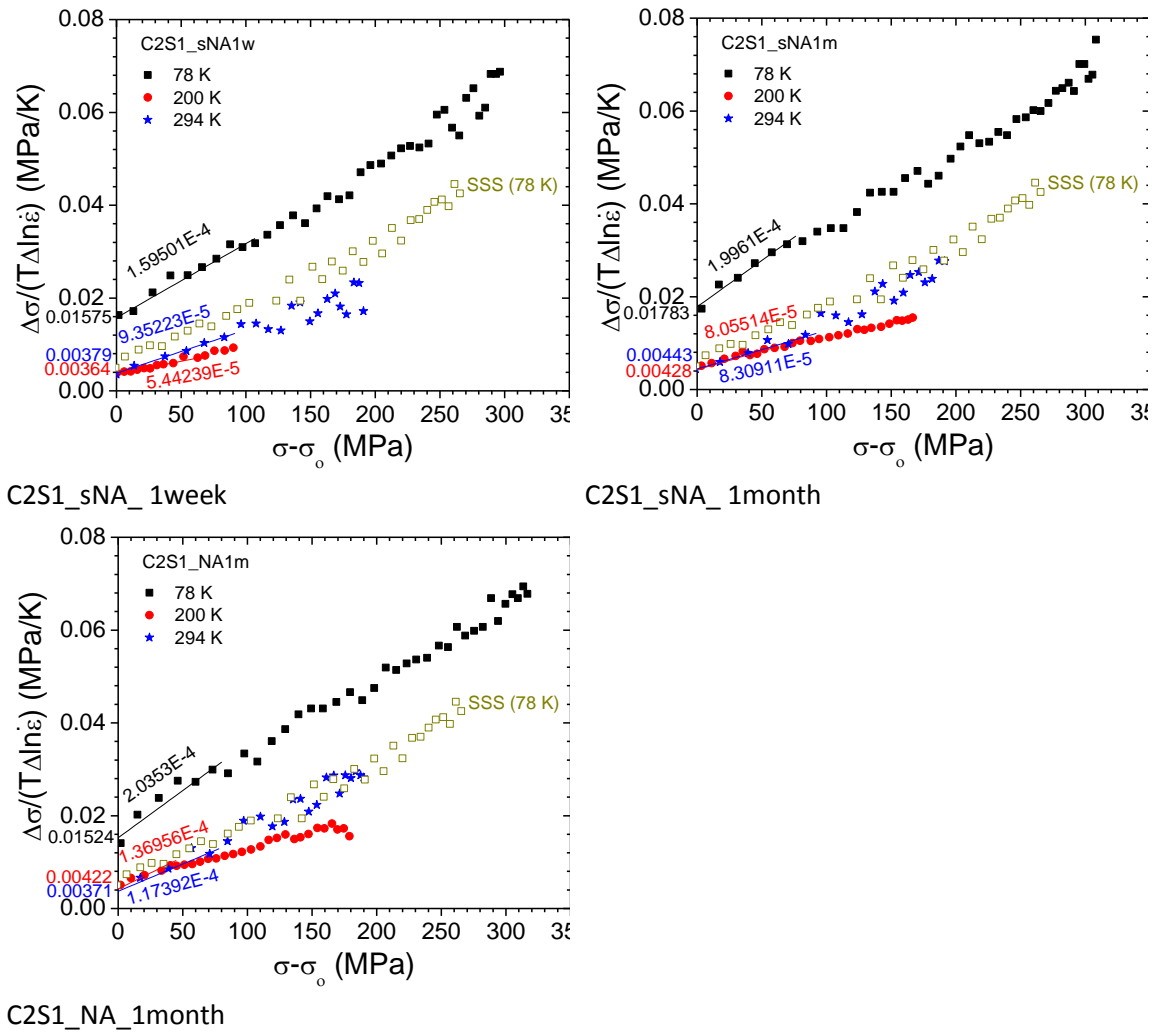 C2S1_sNA1w
78 K
200 K
294 K
SSS (78 K)
1.59501E-4
9.35223E-5
5.44239E-5
0.08
0.06
0.04
0.02
0.01575
0.00379
0.00364
0.00
0 50 100 150 200 250 300 35
Δσ/(TΔlnε̇) (MPa/K)
σ-σo (MPa)
C2S1_sNA_ 1week
C2S1_sNA1m
78 K
200 K
294 K
SSS (78 K)
1.9961E-4
8.05514E-5
8.30911E-5
0.08
0.06
0.04
0.02
0.01783
0.00443
0.00428
0.00
0 50 100 150 200 250 300 35
Δσ/(TΔlnε̇) (MPa/K)
σ-σo (MPa)
C2S1_sNA_ 1month
C2S1_NA1m
78 K
200 K
294 K
SSS (78 K)
2.0353E-4
1.36956E-4
1.17392E-4
0.08
0.06
0.04
0.02
0.01524
0.00422
0.00371
0.00
0 50 100 150 200 250 300 35
Δσ/(TΔlnε̇) (MPa/K)
σ-σo (MPa)
C2S1_NA_1month